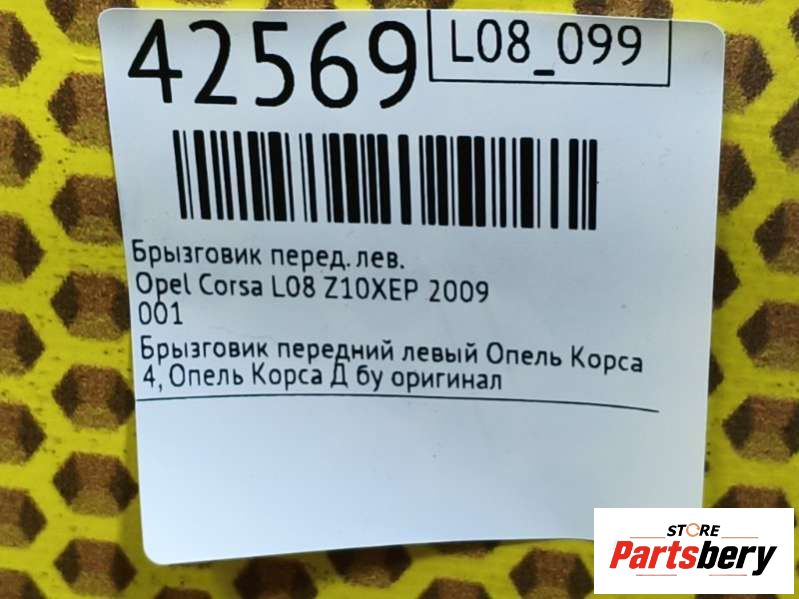 42569
L08_099
Брызговик перед. лев.
Opel Corsa L08 Z10XEP 2009
001
Брызговик передний левый Опель Корса
4, Опель Корса Д бу оригинал
STORE
Partsbery